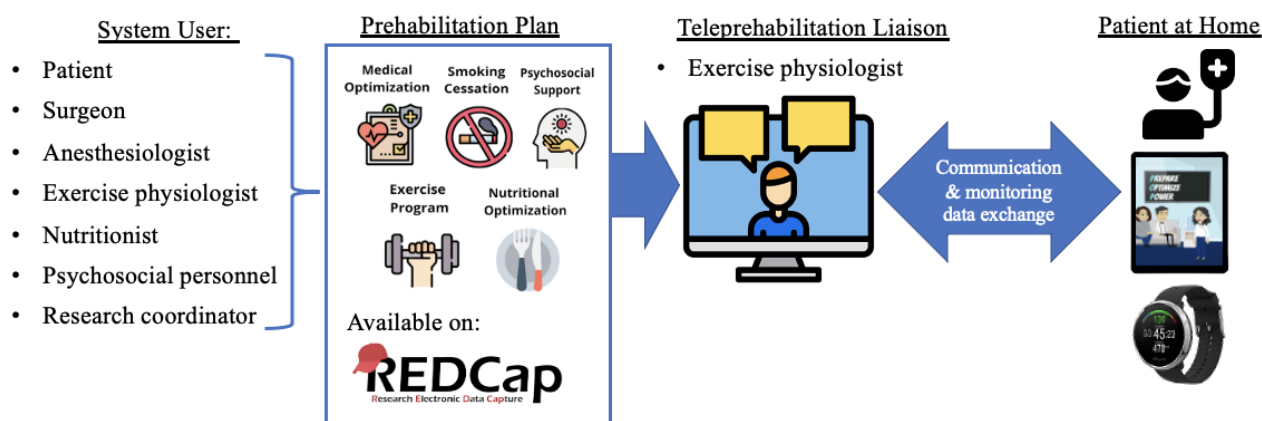 System User:
• Patient
• Surgeon
• Anesthesiologist
• Exercise physiologist
• Nutritionist
• Psychosocial personnel
• Research coordinator
Prehabilitation Plan
Medical
Optimization
Smoking
Cessation
Psychosocial
Support
Exercise
Program
Nutritional
Optimization
Available on:
REDCap
Research Electronic Data Capture
Teleprehabilitation Liaison
• Exercise physiologist
Communication
& monitoring
data exchange
Patient at Home
PREPARE
OPTIMIZE
POWER
45:23
478